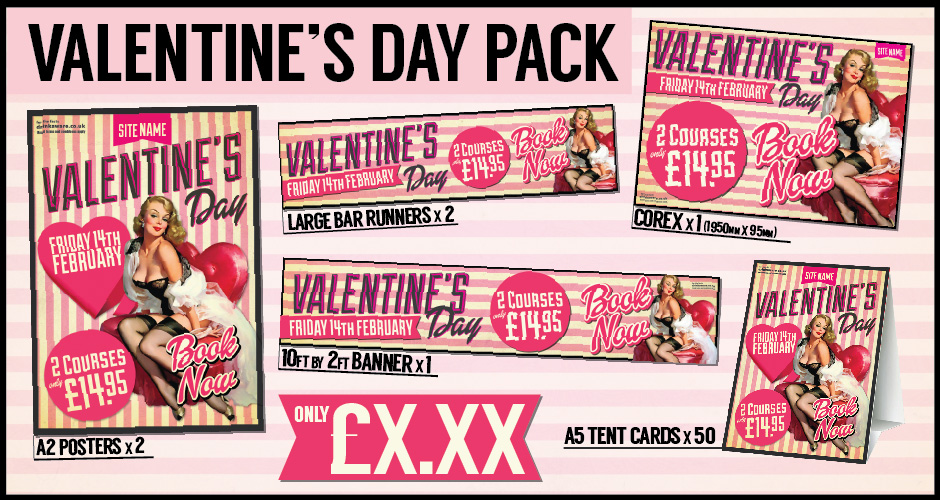 VALENTINE'S DAY PACK
drinkaware.co.uk
SITE NAME
VALENTINE'S
Day
FRIDAY 14TH
FEBRUARY
2 COURSES
only
£14.95
Book
Now
A2 POSTERS x 2
VALENTINE'S
FRIDAY 14TH FEBRUARY
Day
2 COURSES
only
£14.95
Book
Now
LARGE BAR RUNNERS x 2
VALENTINE'S
SITE NAME
FRIDAY 14TH FEBRUARY
Day
2 COURSES
only
£14.95
Book
Now
COREX x 1 (1950MM X 95MM)
VALENTINE'S
FRIDAY 14TH FEBRUARY
Day
2 COURSES
only
£14.95
Book
Now
10FT BY 2FT BANNER x 1
ONLY £X.XX
SITE NAME
VALENTINE'S
Day
FRIDAY 14TH
FEBRUARY
2 COURSES
only
£14.95
Book
Now
A5 TENT CARDS x 50